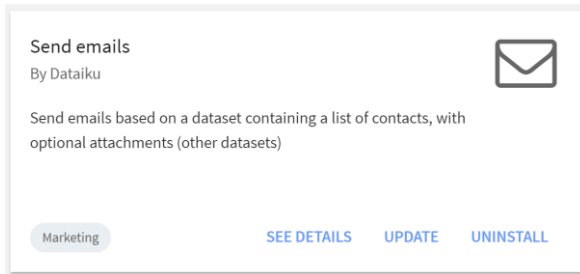 Send emails
By Dataiku
Send emails based on a dataset containing a list of contacts, with
optional attachments (other datasets)
Marketing
SEE DETAILS
UPDATE
UNINSTALL